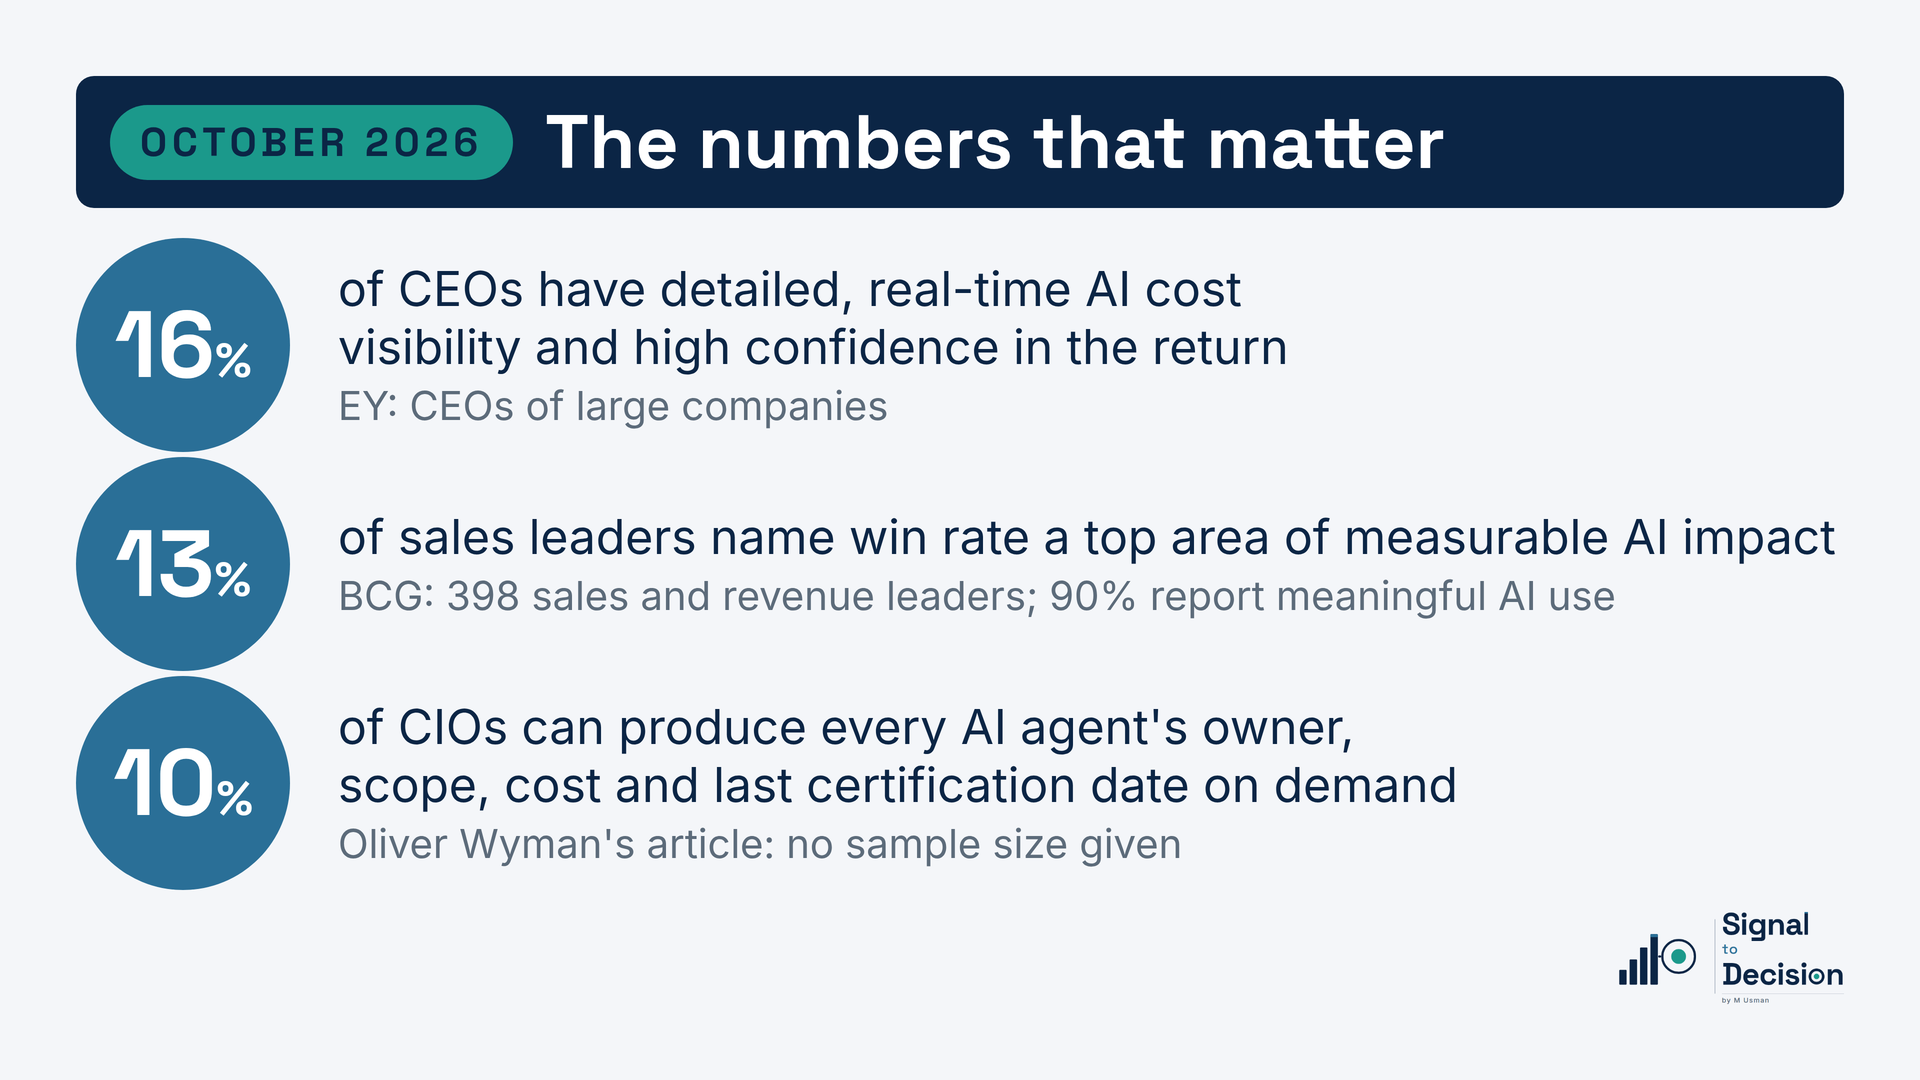 OCTOBER 2026
The numbers that matter
16%
of CEOs have detailed, real-time AI cost
visibility and high confidence in the return
EY: CEOs of large companies
13%
of sales leaders name win rate a top area of measurable AI impact
BCG: 398 sales and revenue leaders; 90% report meaningful AI use
10%
of CIOs can produce every AI agent's owner,
scope, cost and last certification date on demand
Oliver Wyman's article: no sample size given
Signal
to
Decision
by M Usman